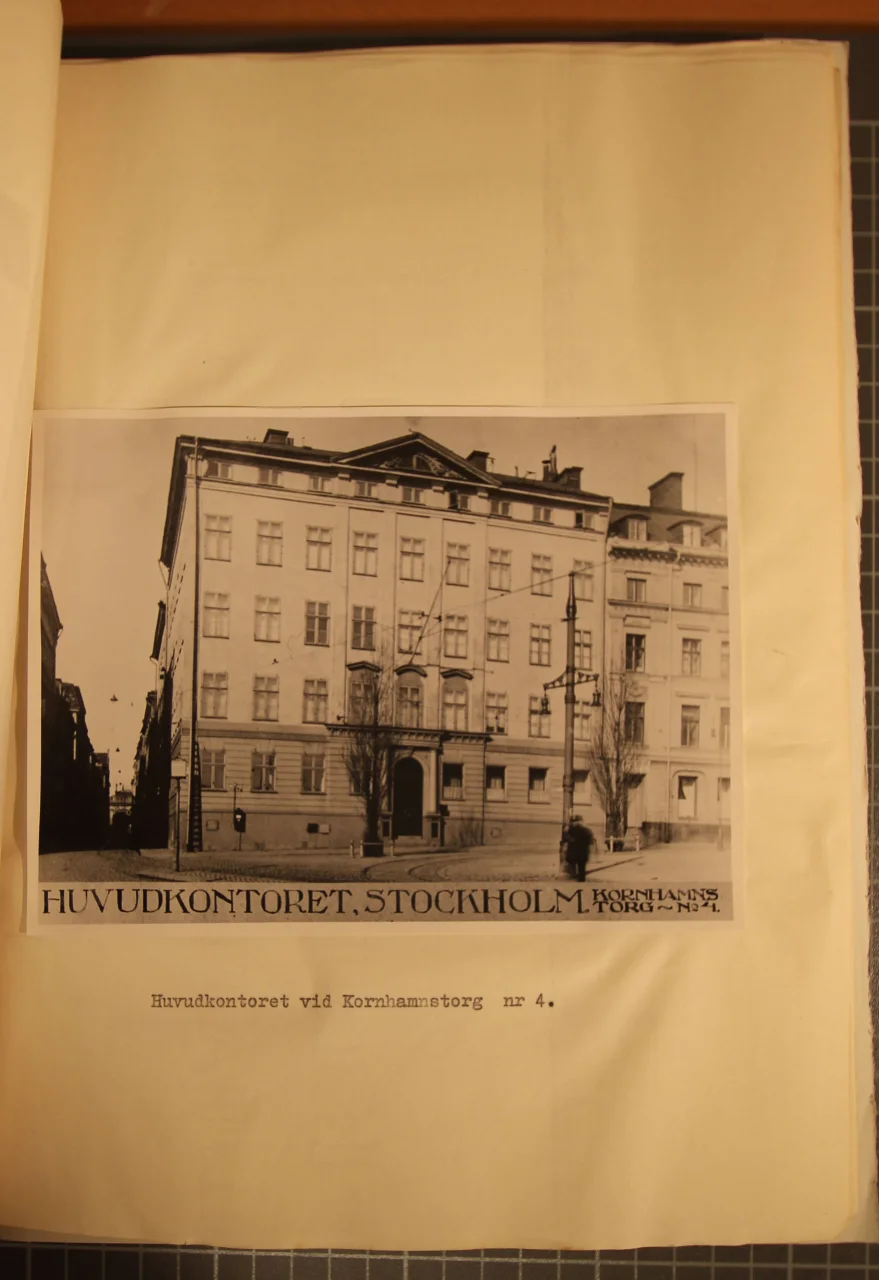 HUVUDKONTORET, STOCKHOLM. KORNHAMNS
TORG ~ No 4.
Huvudkontoret vid Kornhamnstorg nr 4.